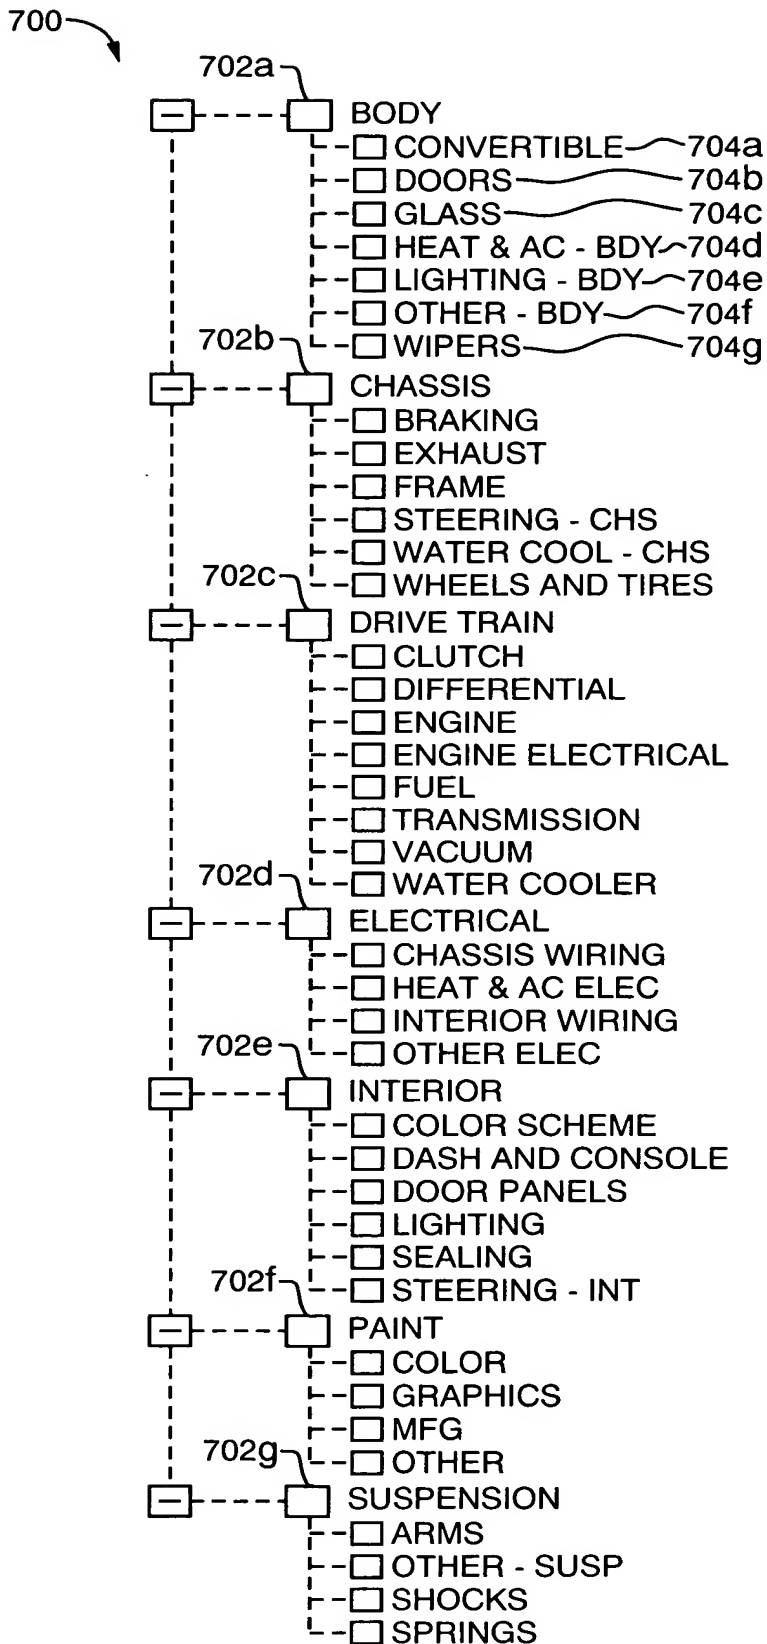 700
702a
BODY
CONVERTIBLE 704a
DOORS 704b
GLASS 704c
HEAT & AC - BDY 704d
LIGHTING - BDY 704e
OTHER - BDY 704f
702b
WIPERS 704g
CHASSIS
BRAKING
EXHAUST
FRAME
STEERING - CHS
WATER COOL - CHS
702c
WHEELS AND TIRES
DRIVE TRAIN
CLUTCH
DIFFERENTIAL
ENGINE
ENGINE ELECTRICAL
FUEL
TRANSMISSION
VACUUM
702d
WATER COOLER
ELECTRICAL
CHASSIS WIRING
HEAT & AC ELEC
INTERIOR WIRING
702e
OTHER ELEC
INTERIOR
COLOR SCHEME
DASH AND CONSOLE
DOOR PANELS
LIGHTING
SEALING
702f
STEERING - INT
PAINT
COLOR
GRAPHICS
MFG
702g
OTHER
SUSPENSION
ARMS
OTHER - SUSP
SHOCKS
SPRINGS